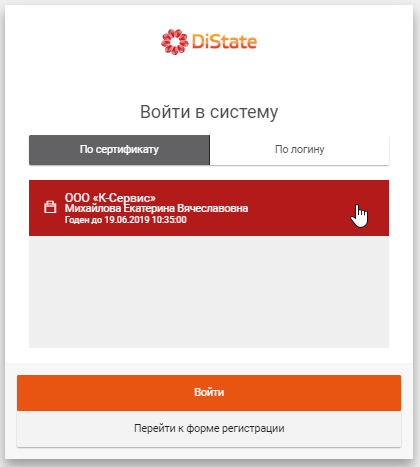 DiState
Войти в систему
По сертификату
По логину
ООО «К-Сервис»
Михайлова Екатерина Вячеславовна
Годен до 19.06.2019 10:35:00
Войти
Перейти к форме регистрации